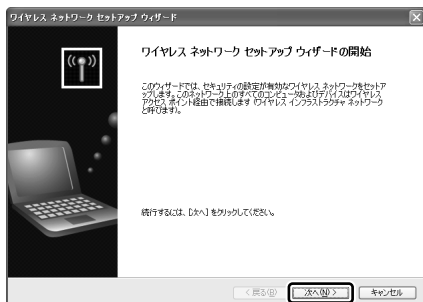 ワイヤレス ネットワーク セットアップ ウィザード
ワイヤレス ネットワーク セットアップ ウィザードの開始
このウィザードでは、セキュリティの設定が有効なワイヤレス ネットワークをセットア
ップします。このネットワーク上のすべてのコンピュータおよびデバイスはワイヤレス
アクセス ポイント経由で接続します (ワイヤレス インフラストラクチャ ネットワーク
と呼びます)。
続行するには、[次へ] をクリックしてください。
< 戻る(B)
次へ(N) >
キャンセル